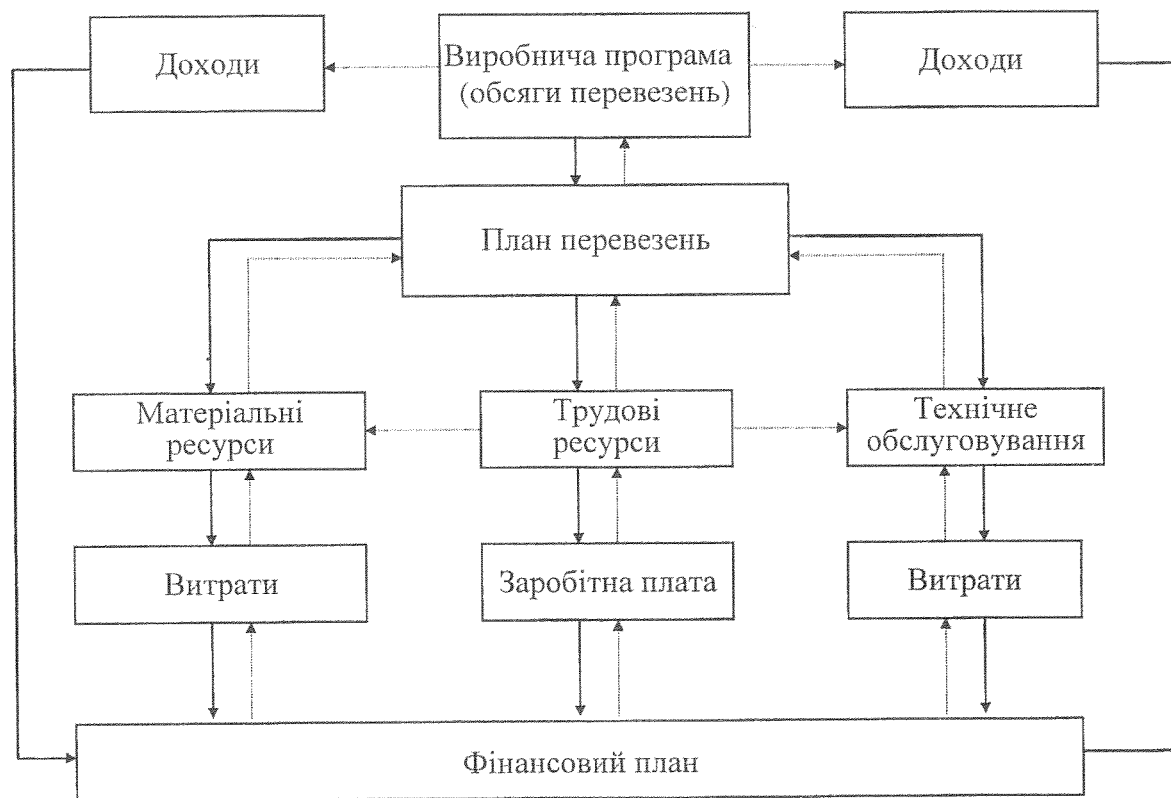 Доходи
Виробнича програма
(обсяги перевезень)
Доходи
План перевезень
Матеріальні
ресурси
Трудові
ресурси
Технічне
обслуговування
Витрати
Заробітна плата
Витрати
Фінансовий план